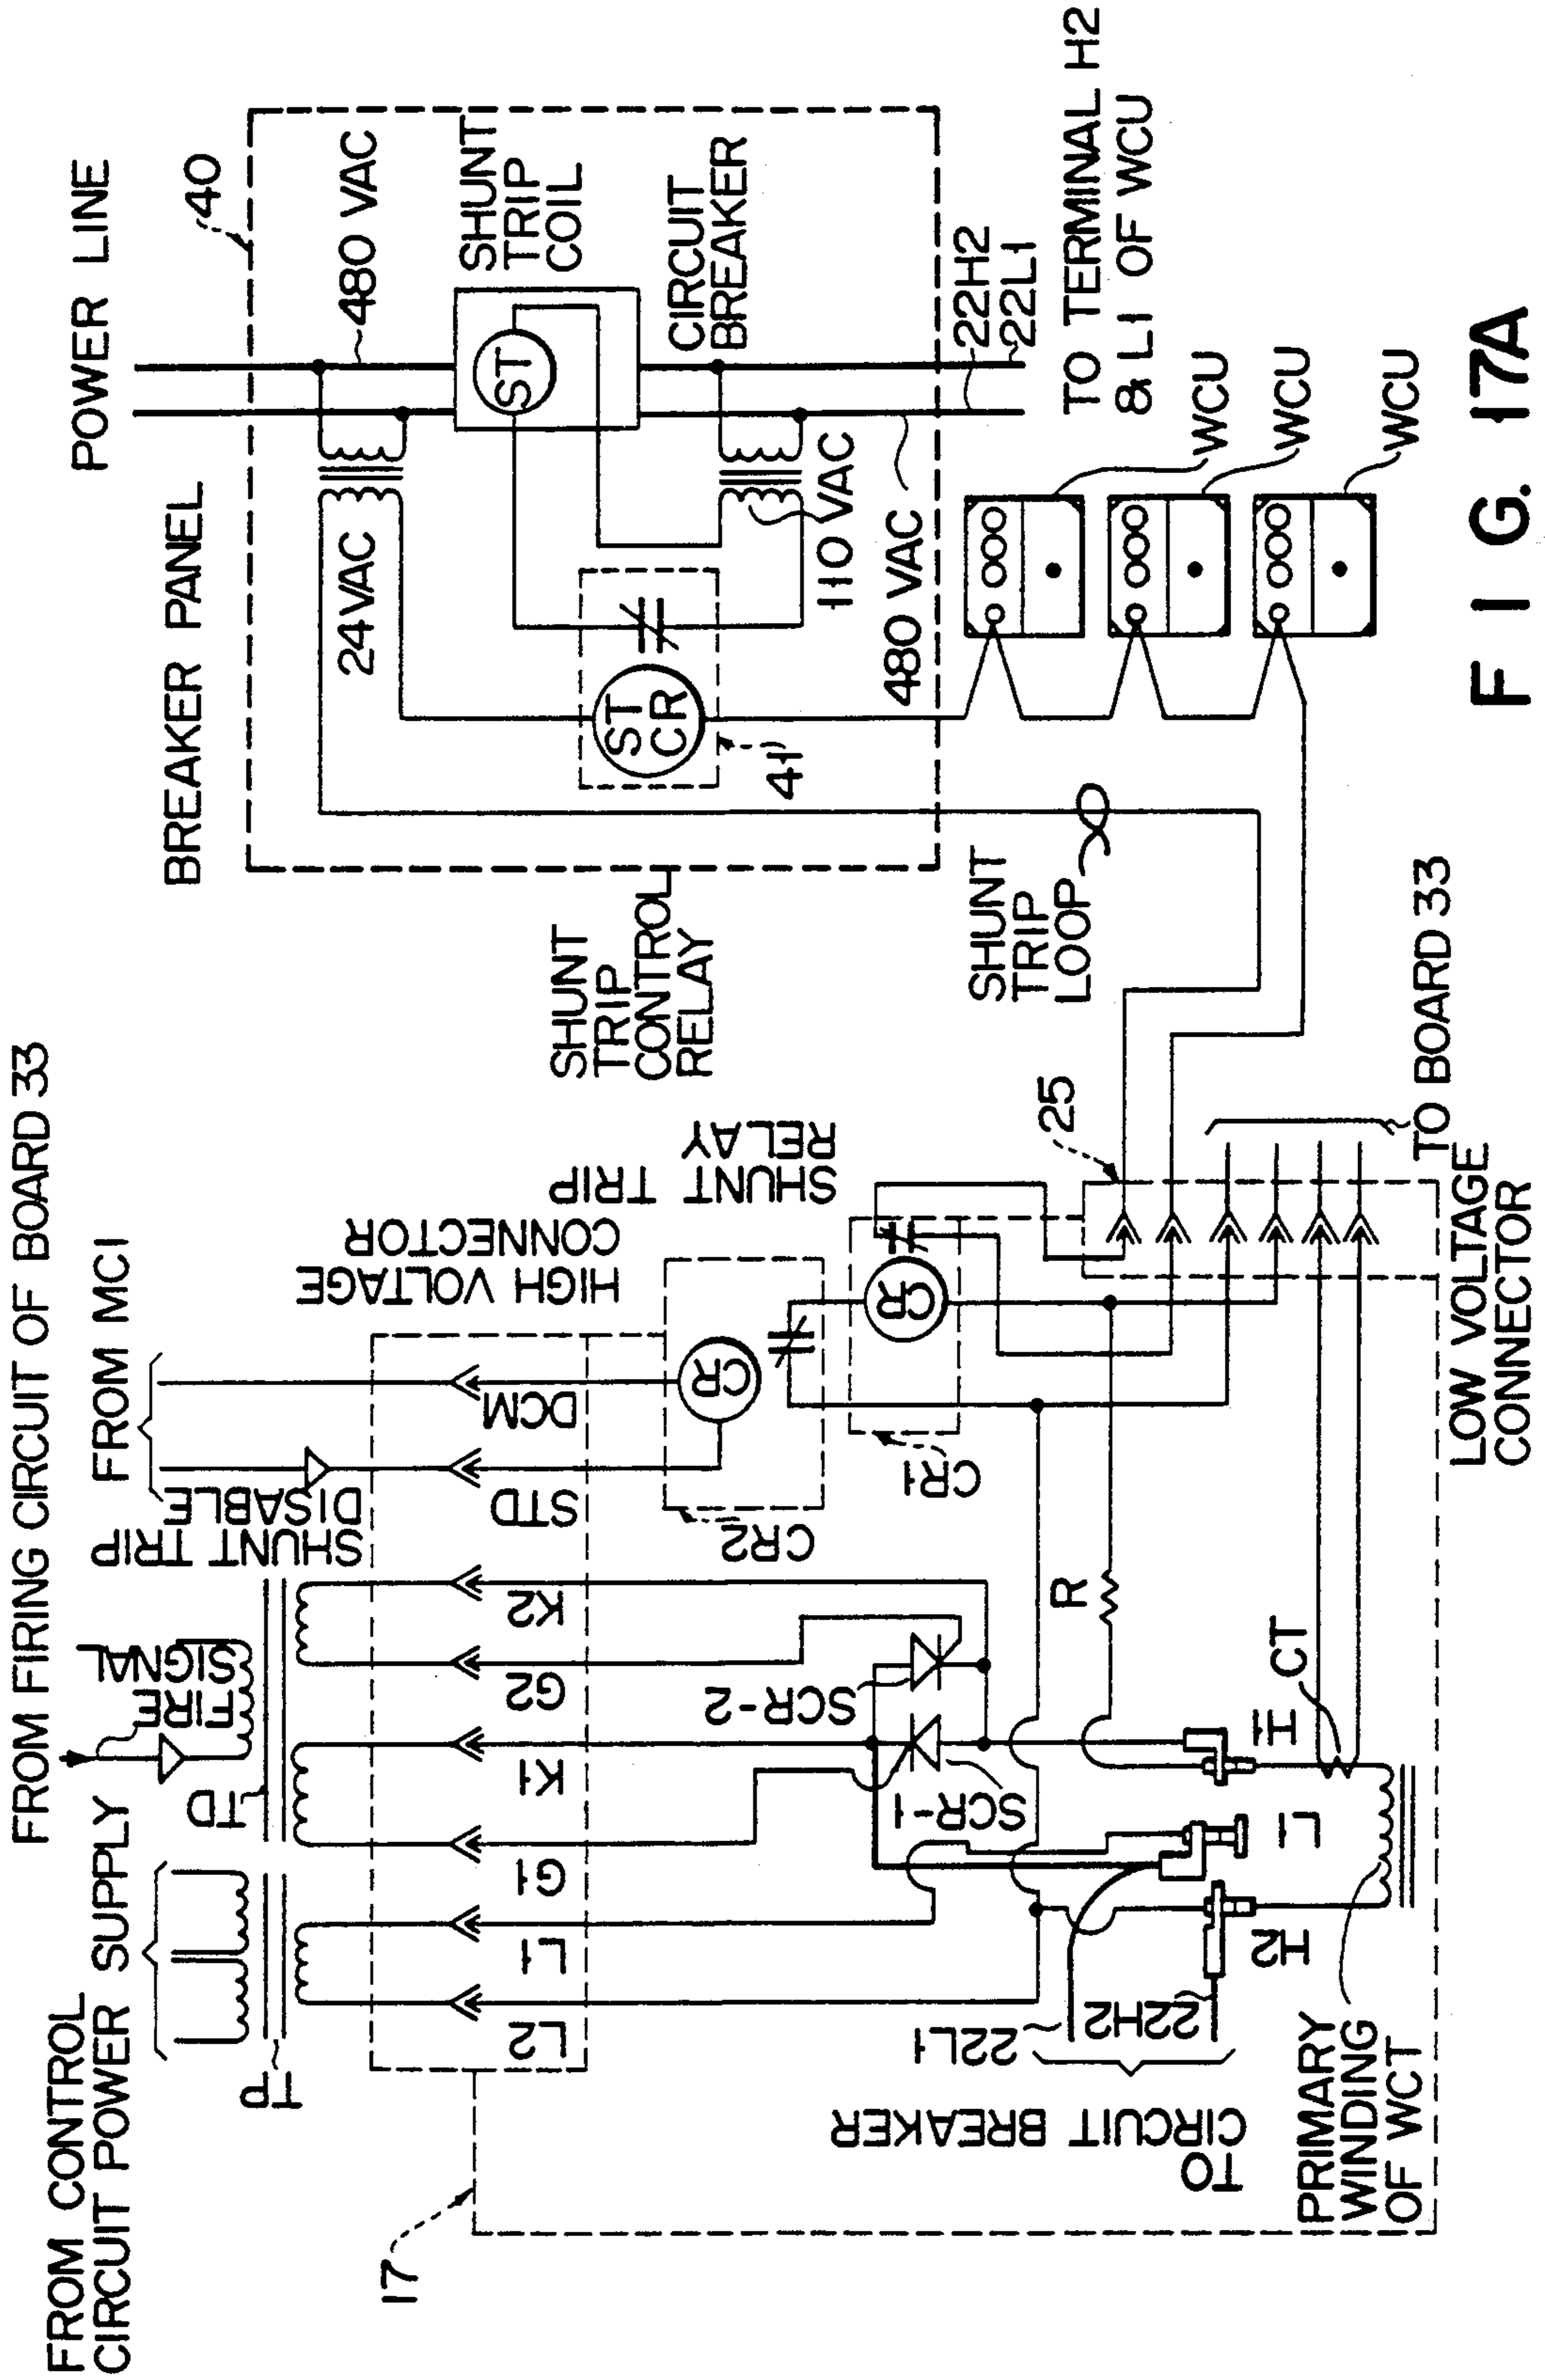 FROM FIRING CIRCUIT OF BOARD 33
FROM CONTROL
CIRCUIT POWER SUPPLY
FROM MC1
FIRE
SIGNAL
SHUNT TRIP
DISABLE
TD
TP
HIGH VOLTAGE
CONNECTOR
L2
L1
G1
K1
G2
K2
STD
DCM
17
CR
CR2
CR
CR1
SHUNT TRIP
RELAY
SCR-2
SCR-1
R
22L1
22H2
TO
CIRCUIT BREAKER
H2
L1
H1
CT
PRIMARY
WINDING
OF WCT
LOW VOLTAGE
CONNECTOR
25
TO BOARD 33
POWER LINE
BREAKER PANEL
40
480 VAC
24VAC
SHUNT
TRIP
COIL
ST
CIRCUIT
BREAKER
ST
CR
41
110 VAC
480 VAC
SHUNT
TRIP
CONTROL
RELAY
SHUNT
TRIP
LOOP
22H2
22L1
TO TERMINAL H2
& L1 OF WCU
WCU
WCU
WCU
FIG. 17A